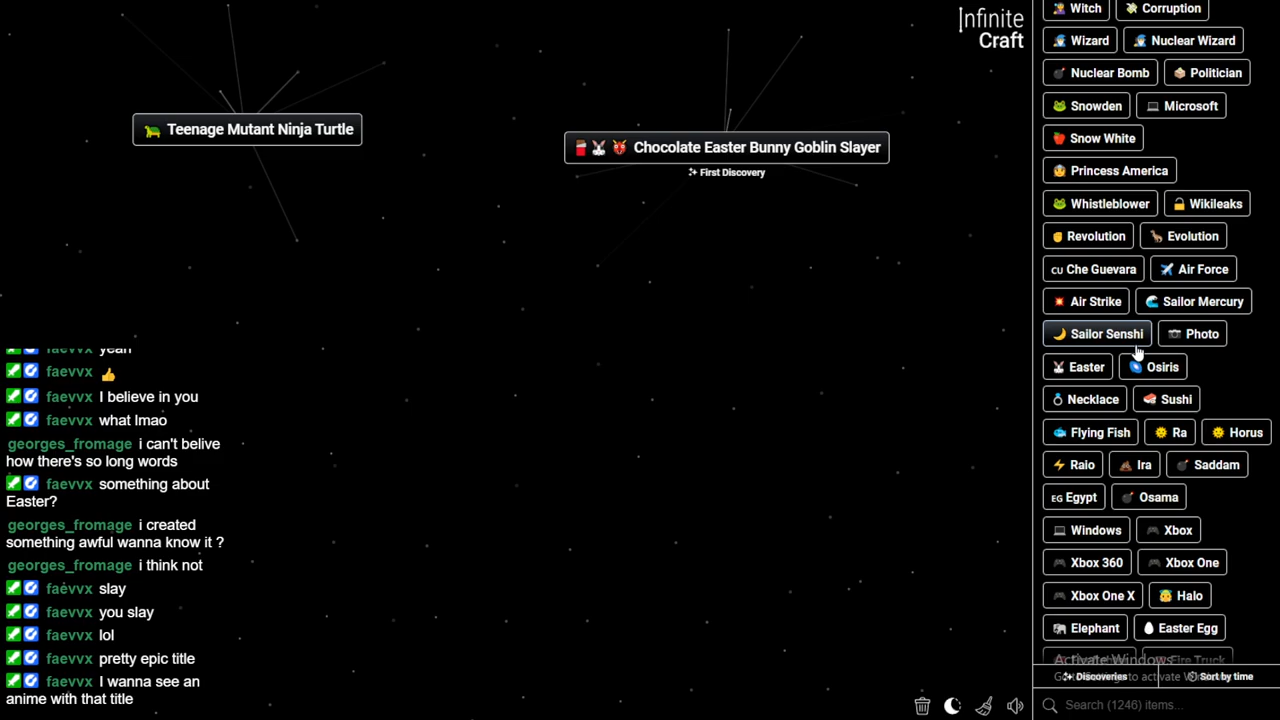 Infinite
Craft
Teenage Mutant Ninja Turtle
Chocolate Easter Bunny Goblin Slayer
First Discovery
Witch
Corruption
Wizard
Nuclear Wizard
Nuclear Bomb
Politician
Snowden
Microsoft
Snow White
Princess America
Whistleblower
Wikileaks
Revolution
Evolution
CU Che Guevara
Air Force
Air Strike
Sailor Mercury
Sailor Senshi
Photo
Easter
Osiris
Necklace
Sushi
Flying Fish
Ra
Horus
Raio
Ira
Saddam
EG Egypt
Osama
Windows
Xbox
Xbox 360
Xbox One
Xbox One X
Halo
Elephant
Easter Egg
Fire Truck
Activate Windows
Discoveries
Sort by time
Search (1246) items...
faevvx yeah
faevvx 👍
faevvx I believe in you
faevvx what lmao
georges_fromage i can't belive
how there's so long words
faevvx something about
Easter?
georges_fromage i created
something awful wanna know it ?
georges_fromage i think not
faevvx slay
faevvx you slay
faevvx lol
faevvx pretty epic title
faevvx I wanna see an
anime with that title